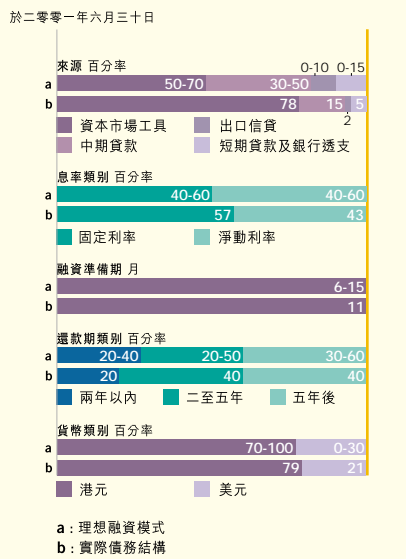 於二零零一年六月三十日
來源 百分率
0-10 0-15
a 50-70 30-50
b 78 15 5
2
資本市場工具 出口信貸
中期貸款 短期貸款及銀行透支
息率類別 百分率
a 40-60 40-60
b 57 43
固定利率 淨動利率
融資準備期 月
a 6-15
b 11
還款期類別 百分率
a 20-40 20-50 30-60
b 20 40 40
兩年以內 二至五年 五年後
貨幣類別 百分率
a 70-100 0-30
b 79 21
港元 美元
a : 理想融資模式
b : 實際債務結構